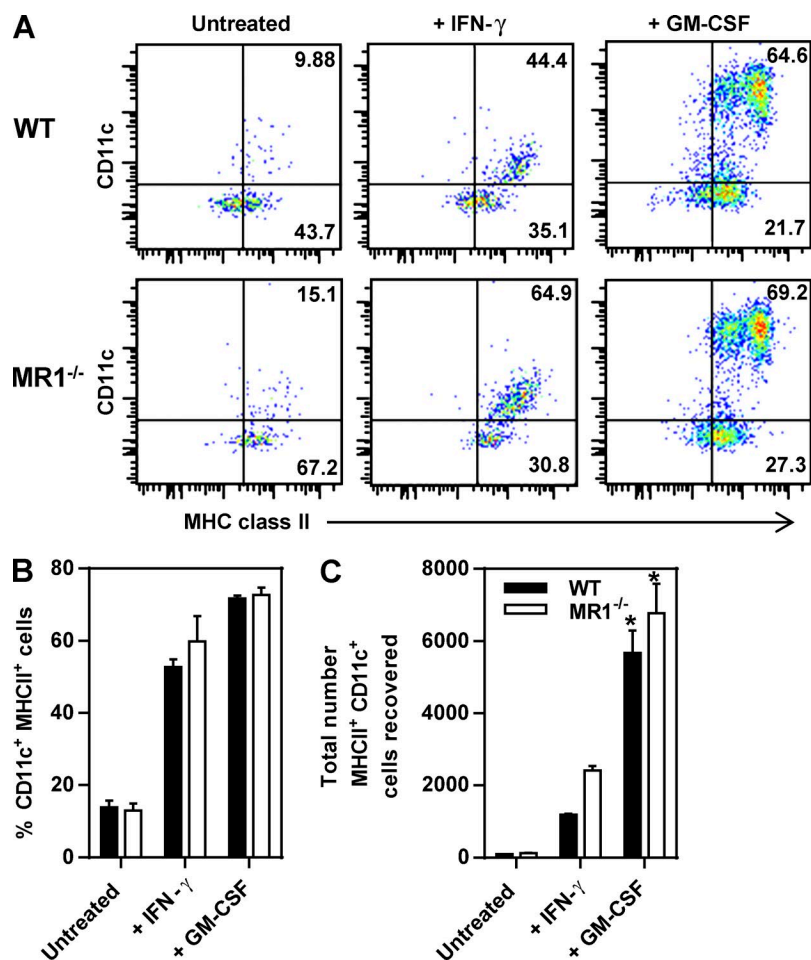 A
Untreated
+ IFN-γ
+ GM-CSF
WT
CD11c
9.88
43.7
44.4
35.1
64.6
21.7
MR1-/-
CD11c
15.1
67.2
64.9
30.8
69.2
27.3
MHC class II
B
% CD11c+ MHCII+ cells
80
60
40
20
0
Untreated
+ IFN-γ
+ GM-CSF
C
Total number
MHCII+ CD11c+
cells recovered
8000
6000
4000
2000
0
WT
MR1-/-
*
*
Untreated
+ IFN-γ
+ GM-CSF